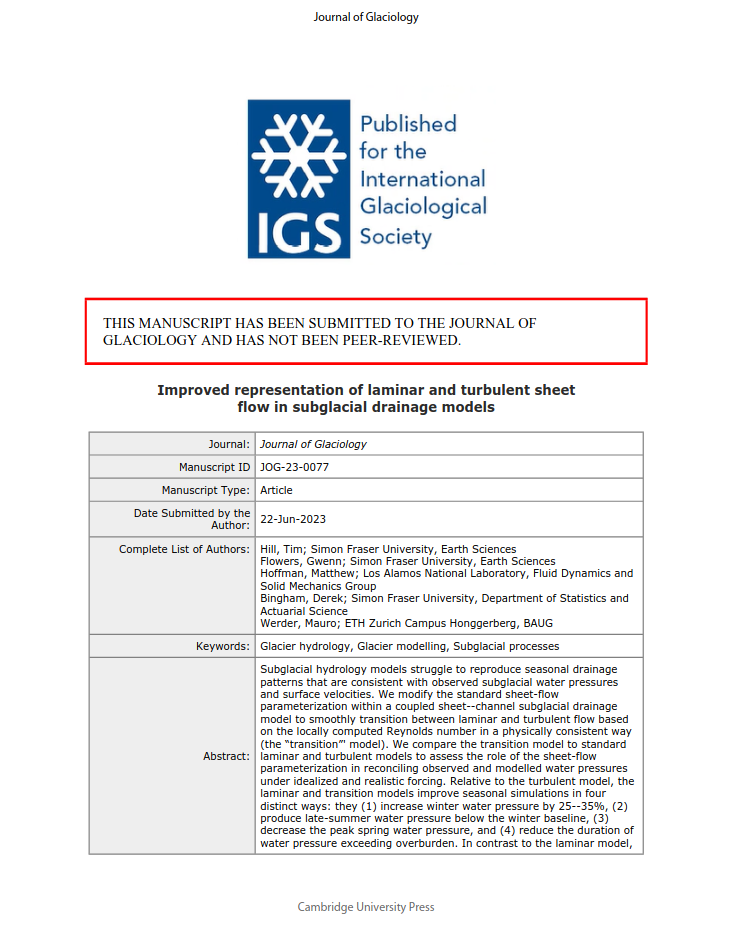 Journal of Glaciology
Published
for the
International
Glaciological
Society
IGS
THIS MANUSCRIPT HAS BEEN SUBMITTED TO THE JOURNAL OF
GLACIOLOGY AND HAS NOT BEEN PEER-REVIEWED.
Improved representation of laminar and turbulent sheet
flow in subglacial drainage models
Journal: Journal of Glaciology
Manuscript ID JOG-23-0077
Manuscript Type: Article
Date Submitted by the
Author: 22-Jun-2023
Complete List of Authors: Hill, Tim; Simon Fraser University, Earth Sciences
Flowers, Gwenn; Simon Fraser University, Earth Sciences
Hoffman, Matthew; Los Alamos National Laboratory, Fluid Dynamics and
Solid Mechanics Group
Bingham, Derek; Simon Fraser University, Department of Statistics and
Actuarial Science
Werder, Mauro; ETH Zurich Campus Honggerberg, BAUG
Keywords: Glacier hydrology, Glacier modelling, Subglacial processes
Abstract:
Subglacial hydrology models struggle to reproduce seasonal drainage
patterns that are consistent with observed subglacial water pressures
and surface velocities. We modify the standard sheet-flow
parameterization within a coupled sheet--channel subglacial drainage
model to smoothly transition between laminar and turbulent flow based
on the locally computed Reynolds number in a physically consistent way
(the “transition”' model). We compare the transition model to standard
laminar and turbulent models to assess the role of the sheet-flow
parameterization in reconciling observed and modelled water pressures
under idealized and realistic forcing. Relative to the turbulent model, the
laminar and transition models improve seasonal simulations in four
distinct ways: they (1) increase winter water pressure by 25--35%, (2)
produce late-summer water pressure below the winter baseline, (3)
decrease the peak spring water pressure, and (4) reduce the duration of
water pressure exceeding overburden. In contrast to the laminar model,
Cambridge University Press